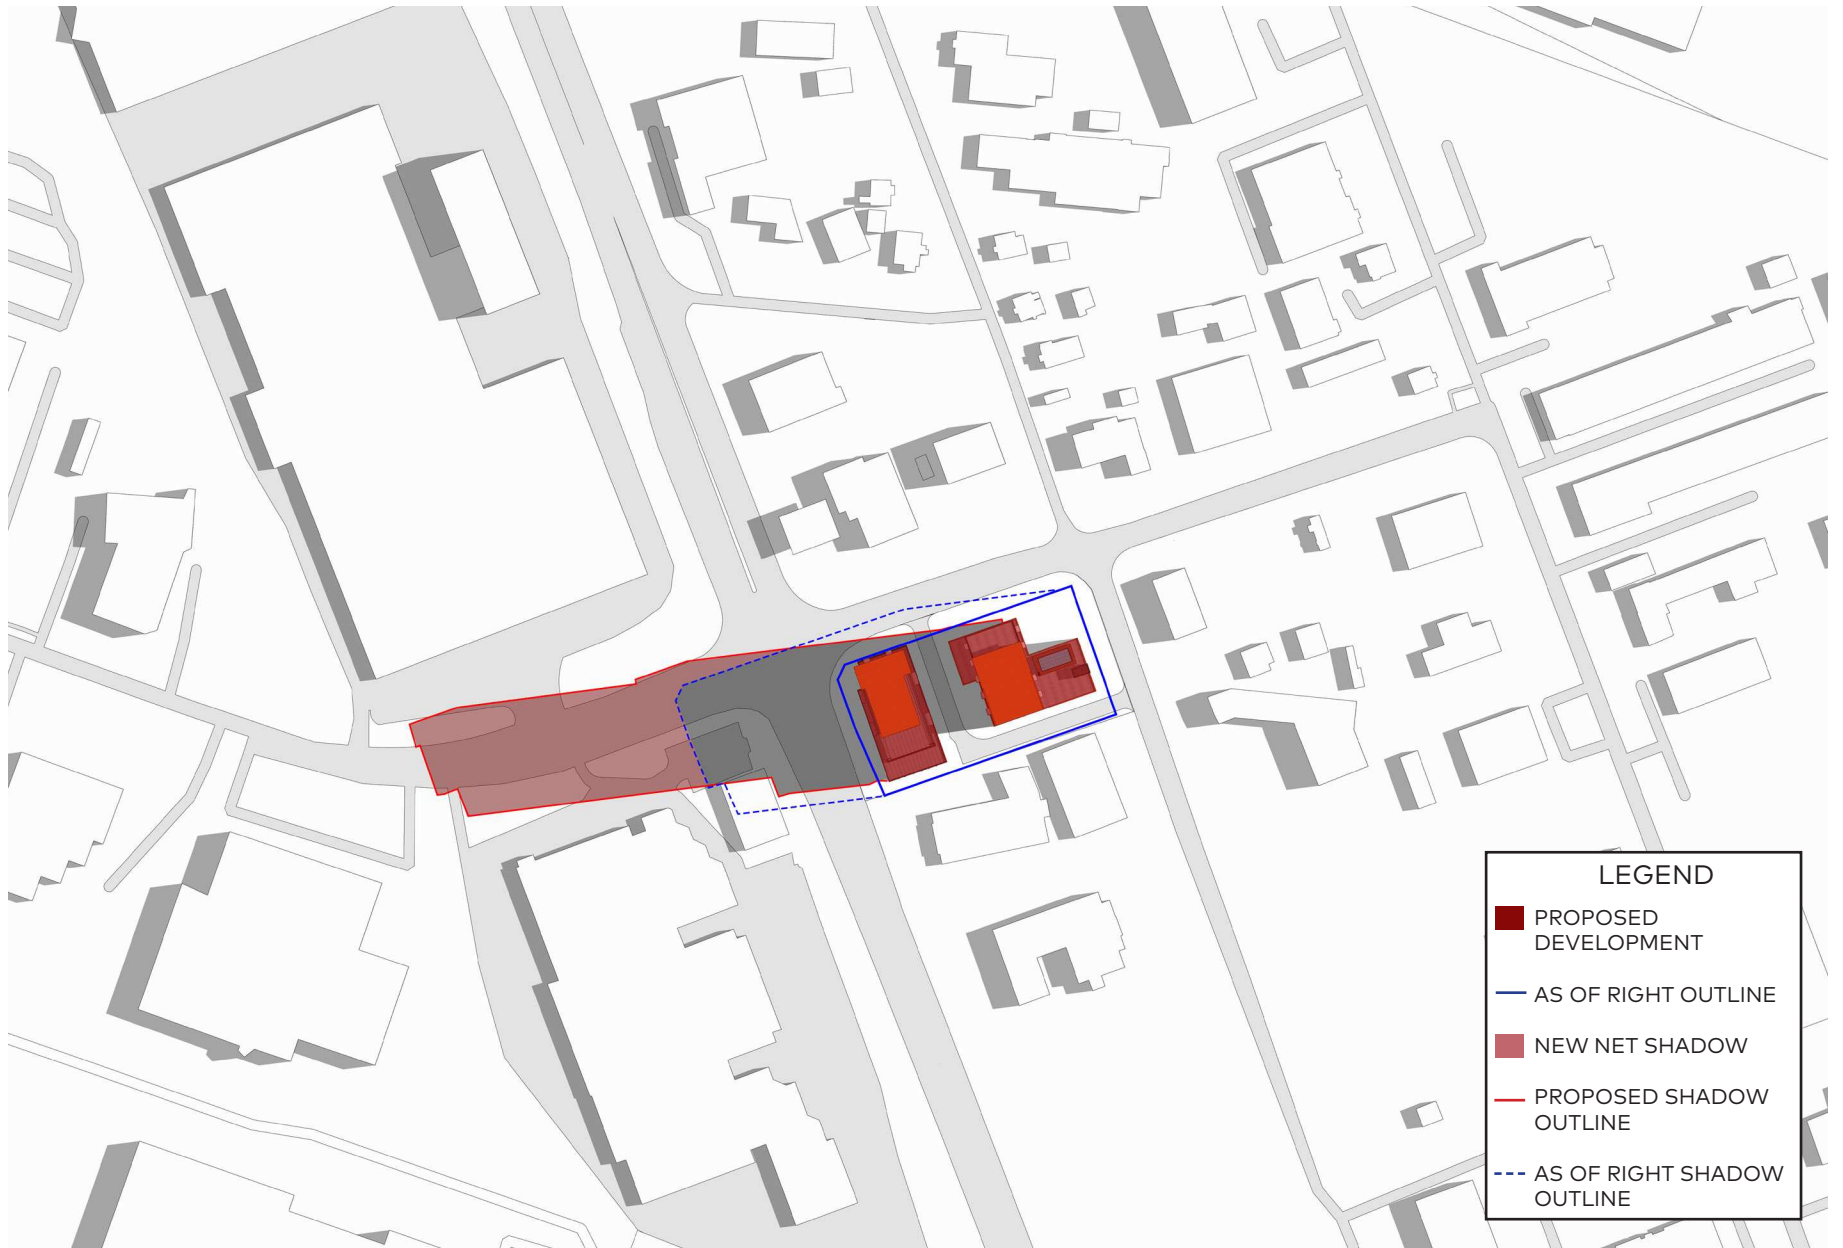 LEGEND
PROPOSED
DEVELOPMENT
AS OF RIGHT OUTLINE
NEW NET SHADOW
PROPOSED SHADOW
OUTLINE
AS OF RIGHT SHADOW
OUTLINE